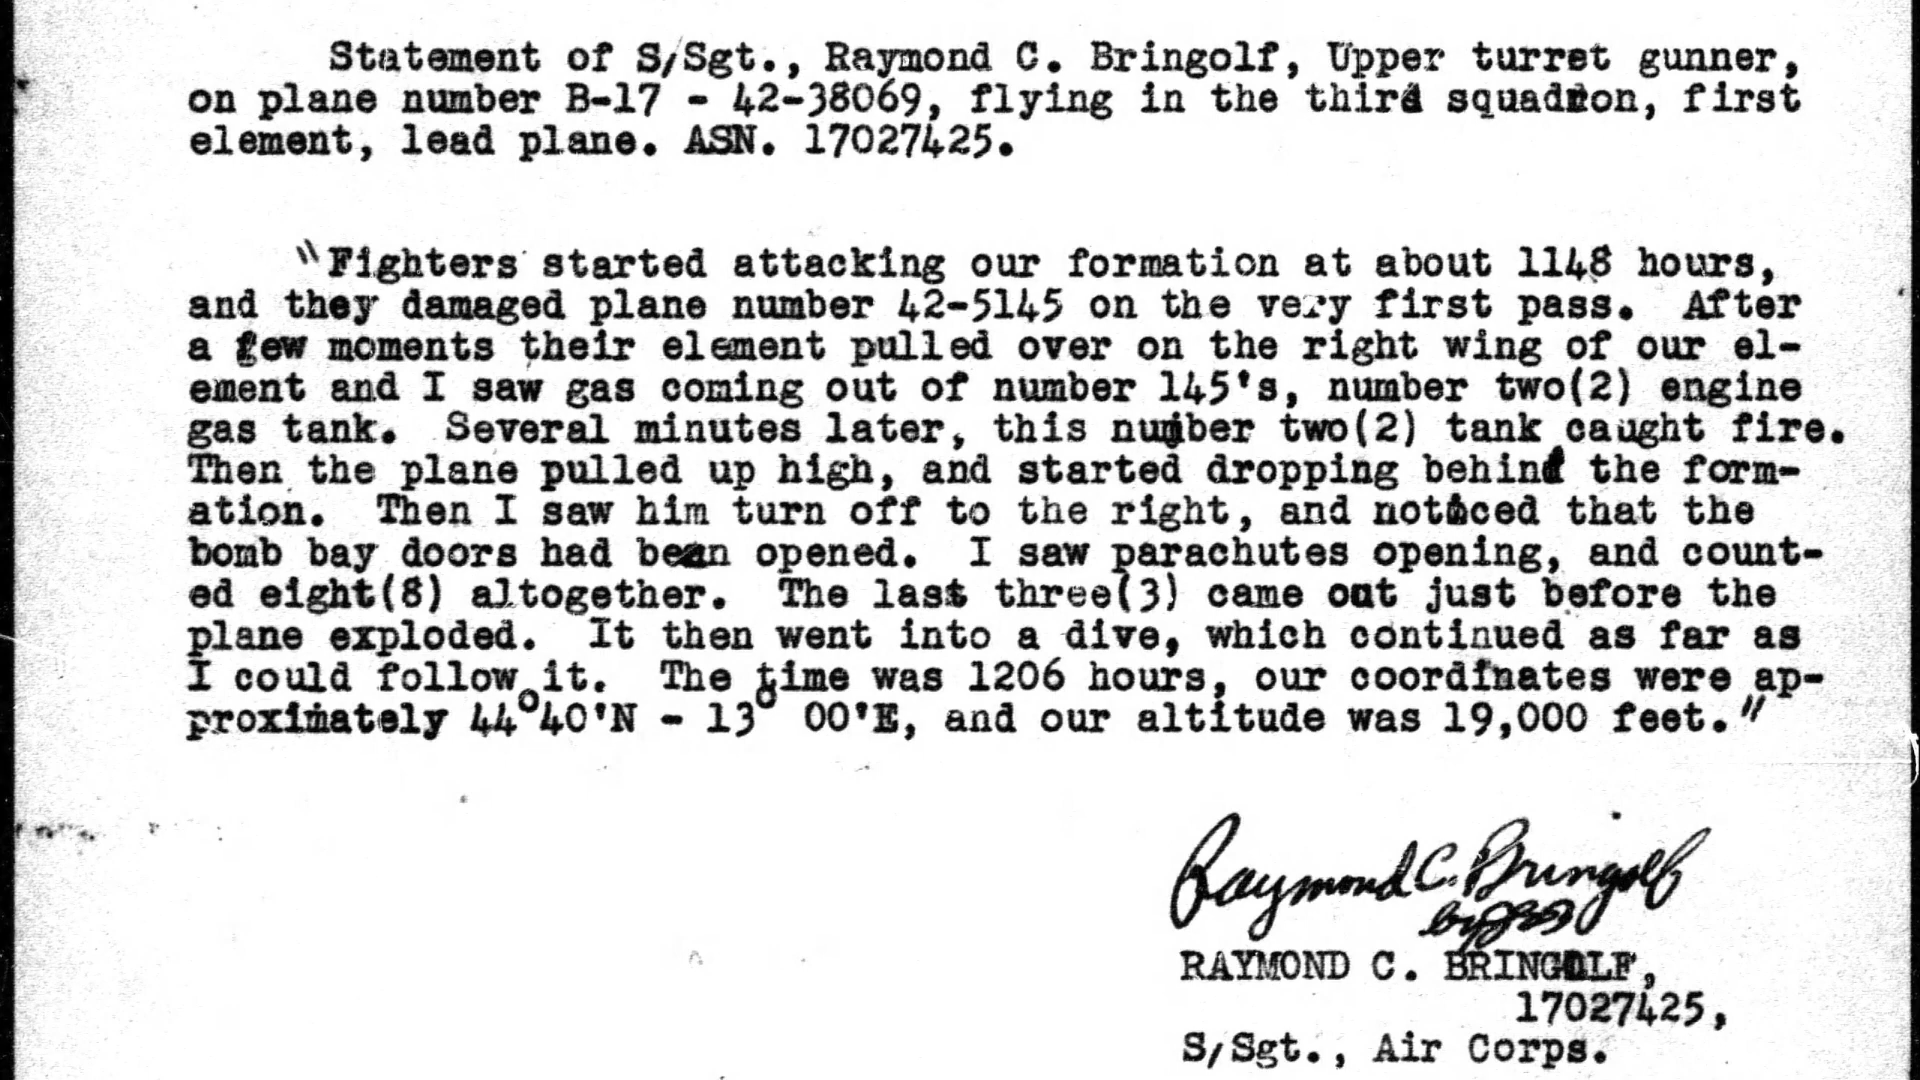 Statement of S/Sgt., Raymond C. Bringolf, Upper turret gunner,
on plane number B-17 - 42-38069, flying in the third squadron, first
element, lead plane. ASN. 17027425.
"Fighters started attacking our formation at about 1148 hours,
and they damaged plane number 42-5145 on the very first pass. After
a few moments their element pulled over on the right wing of our el-
ement and I saw gas coming out of number 145's, number two(2) engine
gas tank. Several minutes later, this number two(2) tank caught fire.
Then the plane pulled up high, and started dropping behind the form-
ation. Then I saw him turn off to the right, and noticed that the
bomb bay doors had been opened. I saw parachutes opening, and count-
ed eight(8) altogether. The last three(3) came out just before the
plane exploded. It then went into a dive, which continued as far as
I could follow it. The time was 1206 hours, our coordinates were ap-
proximately 44°40'N - 13° 00'E, and our altitude was 19,000 feet."
Raymond C. Bringolf
RAYMOND C. BRINGOLF,
17027425,
S/Sgt., Air Corps.